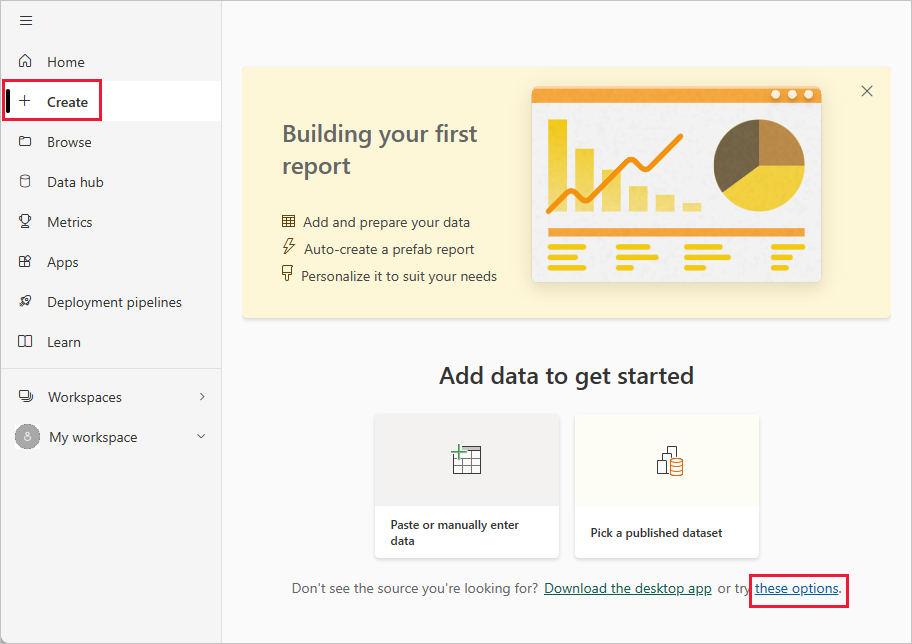 Home
Create
Browse
Data hub
Metrics
Apps
Deployment pipelines
Learn
Workspaces
My workspace
Building your first
report
Add and prepare your data
Auto-create a prefab report
Personalize it to suit your needs
Add data to get started
Paste or manually enter
data
Pick a published dataset
Don't see the source you're looking for? Download the desktop app or try these options.